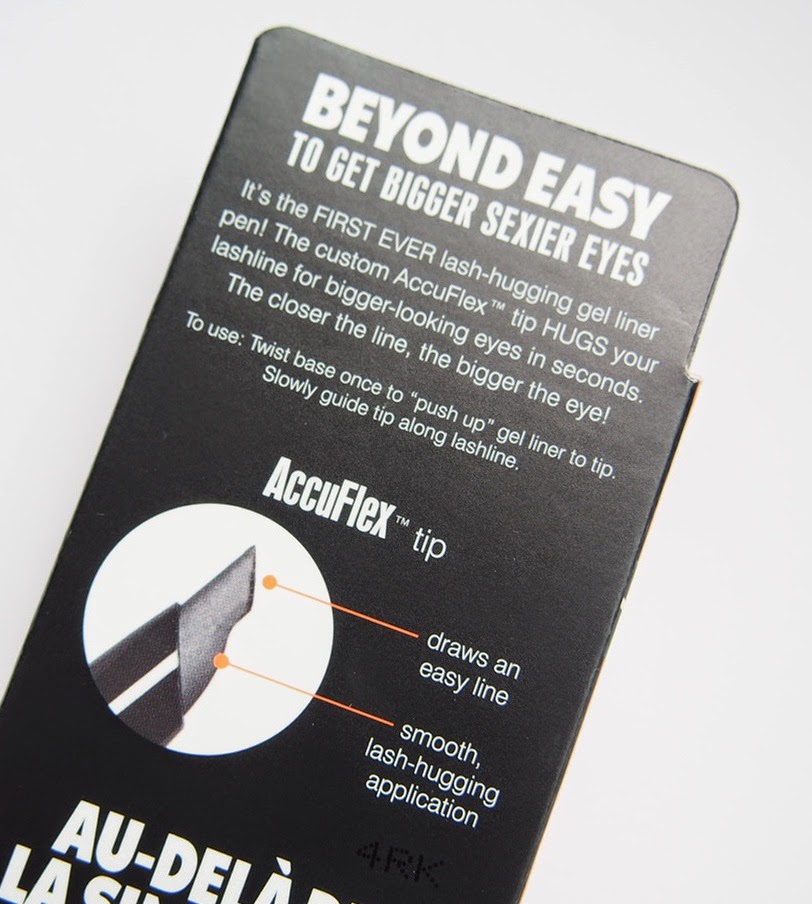 BEYOND EASY
TO GET BIGGER SEXIER EYES
It's the FIRST EVER lash-hugging gel liner
pen! The custom AccuFlex™ tip HUGS your
lashline for bigger-looking eyes in seconds.
The closer the line, the bigger the eye!
To use: Twist base once to “push up” gel liner to tip.
Slowly guide tip along lashline.
AccuFlex™ tip
draws an
easy line
smooth,
lash-hugging
application
4RK
AU-DELÀ
LA